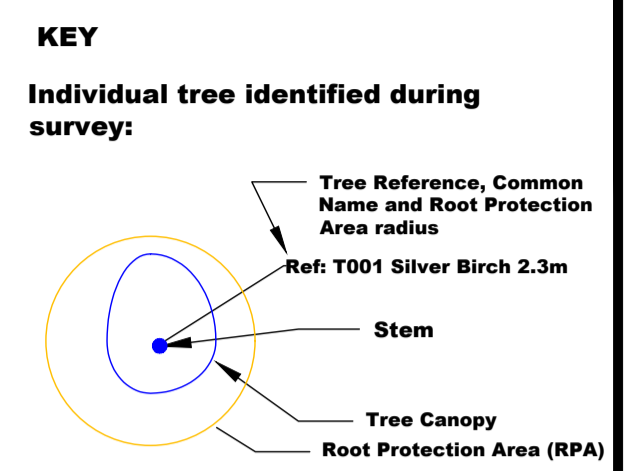 KEY
Individual tree identified during
survey:
Tree Reference, Common
Name and Root Protection
Area radius
Ref: T001 Silver Birch 2.3m
Stem
Tree Canopy
Root Protection Area (RPA)